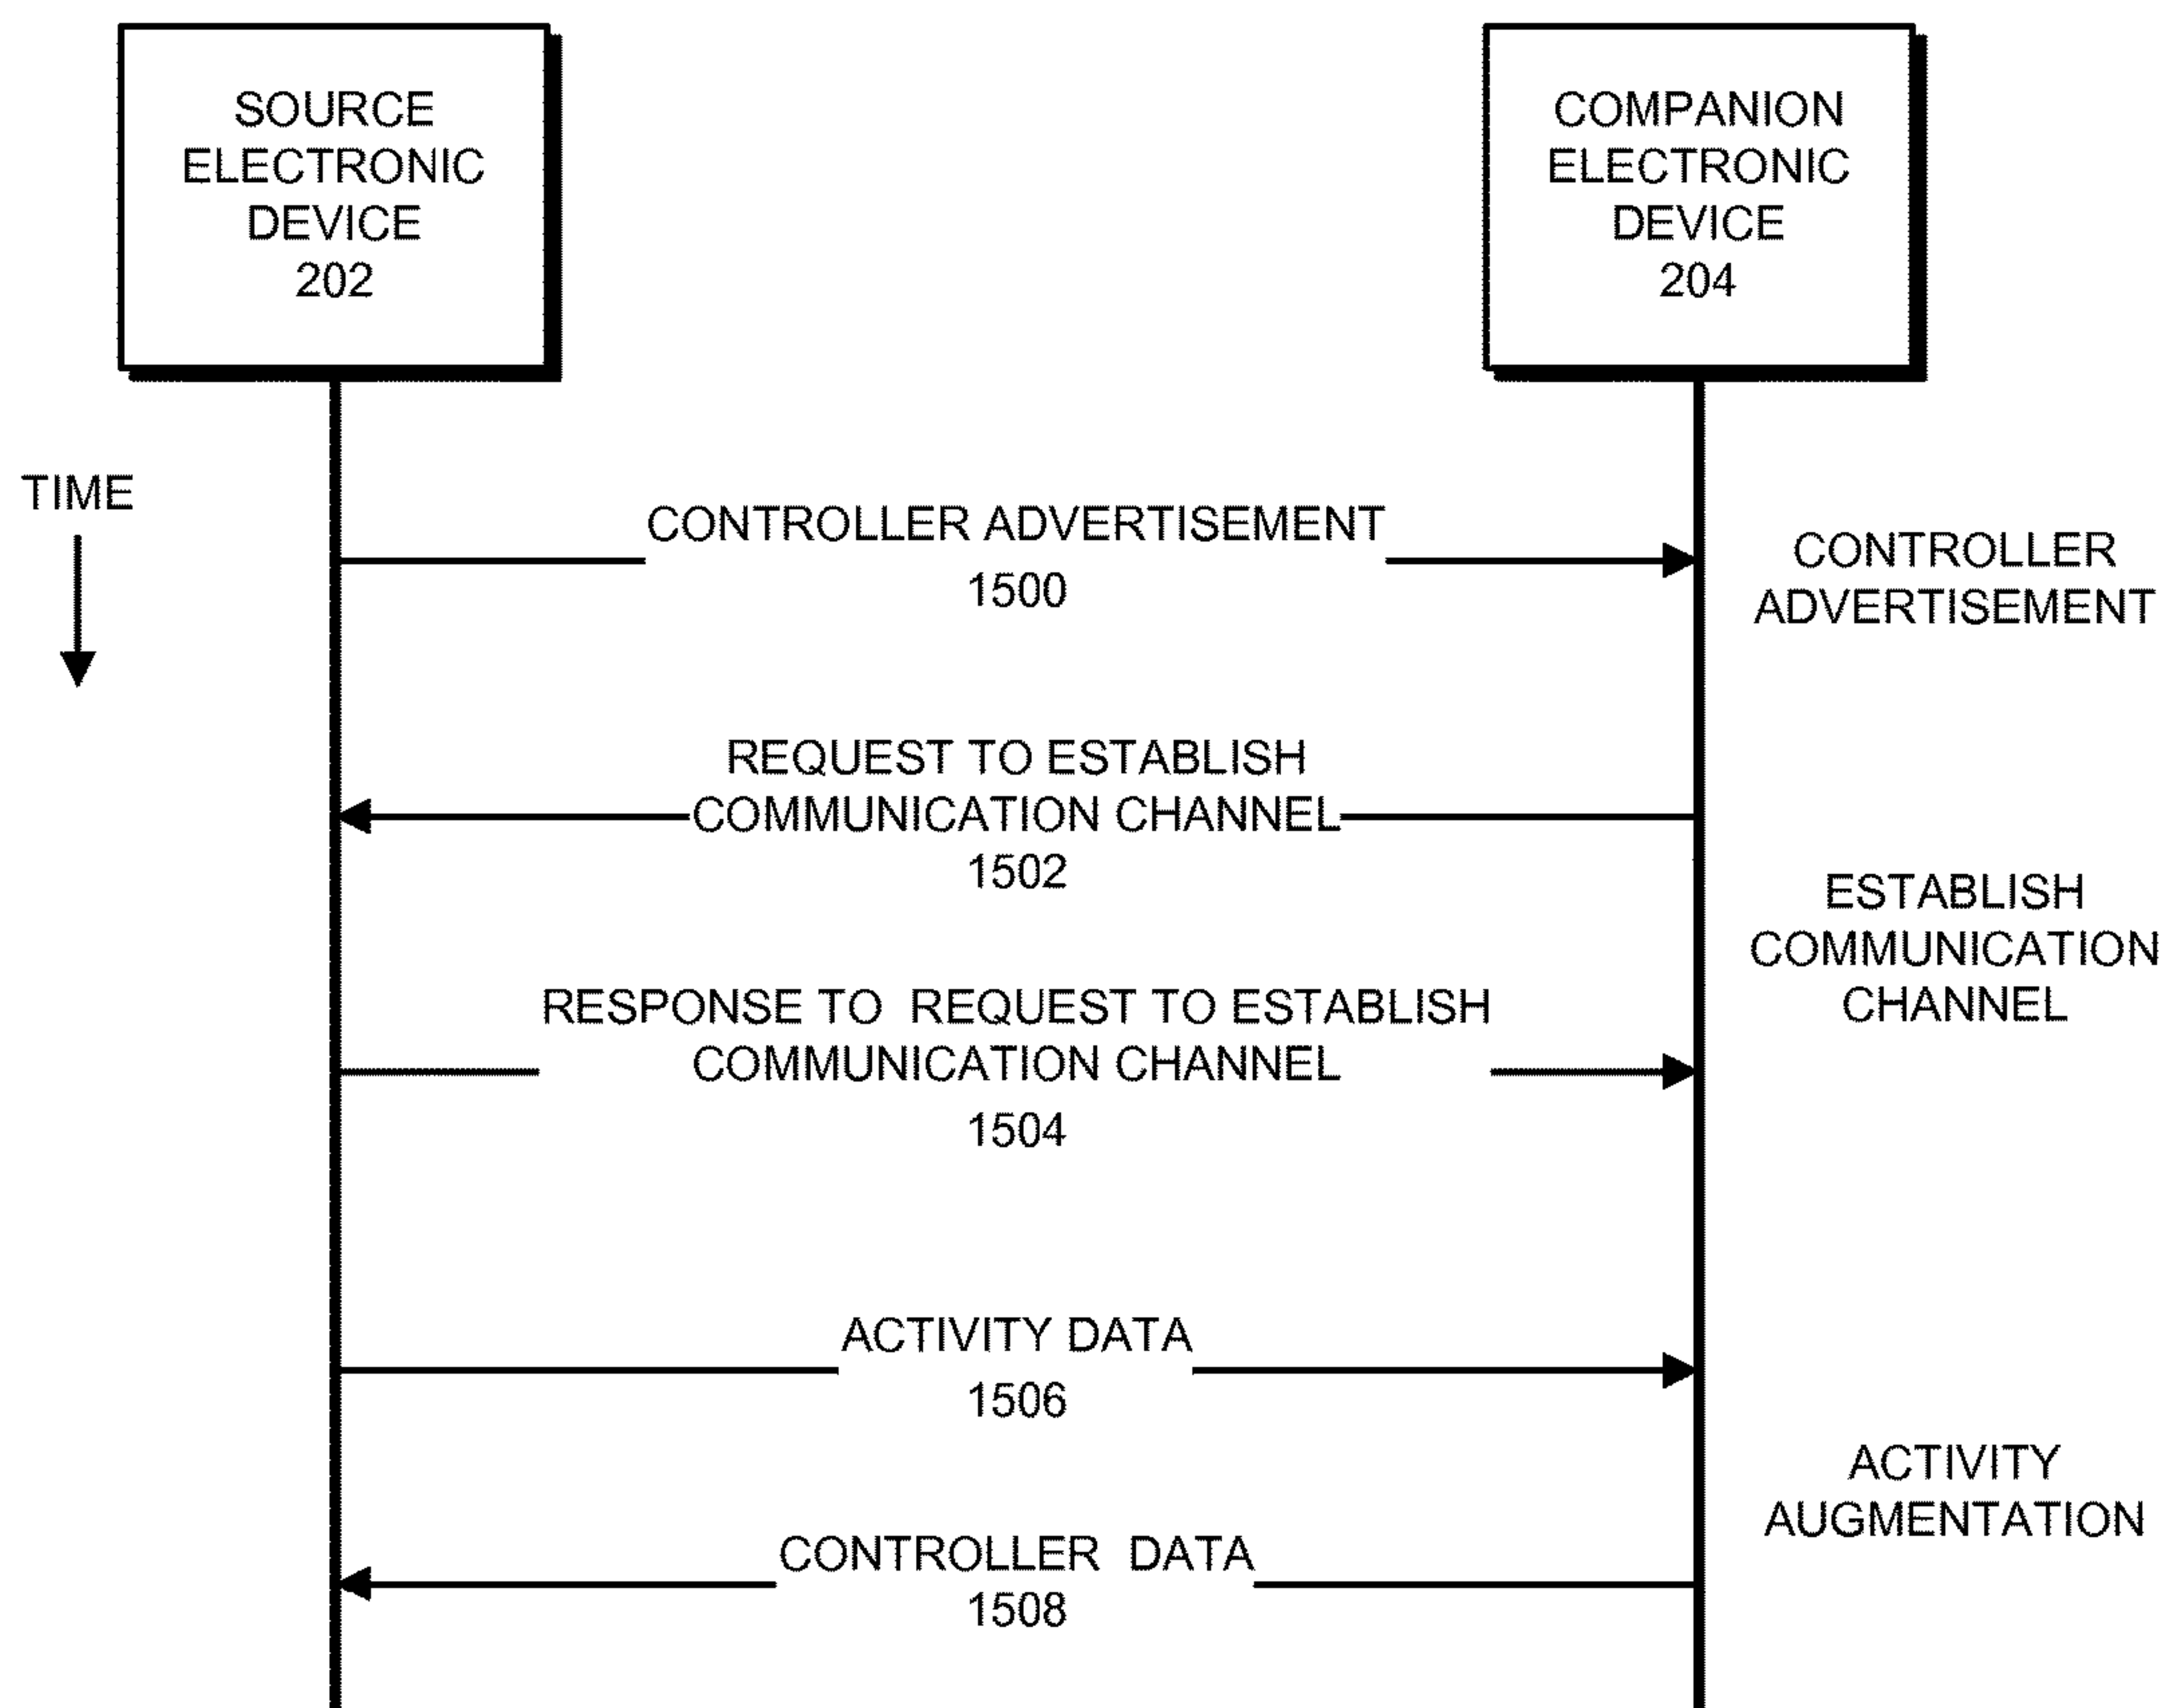 SOURCE
ELECTRONIC
DEVICE
202
COMPANION
ELECTRONIC
DEVICE
204
TIME
CONTROLLER ADVERTISEMENT
1500
CONTROLLER
ADVERTISEMENT
REQUEST TO ESTABLISH
COMMUNICATION CHANNEL
1502
ESTABLISH
COMMUNICATION
CHANNEL
RESPONSE TO REQUEST TO ESTABLISH
COMMUNICATION CHANNEL
1504
ACTIVITY DATA
1506
ACTIVITY
AUGMENTATION
CONTROLLER DATA
1508